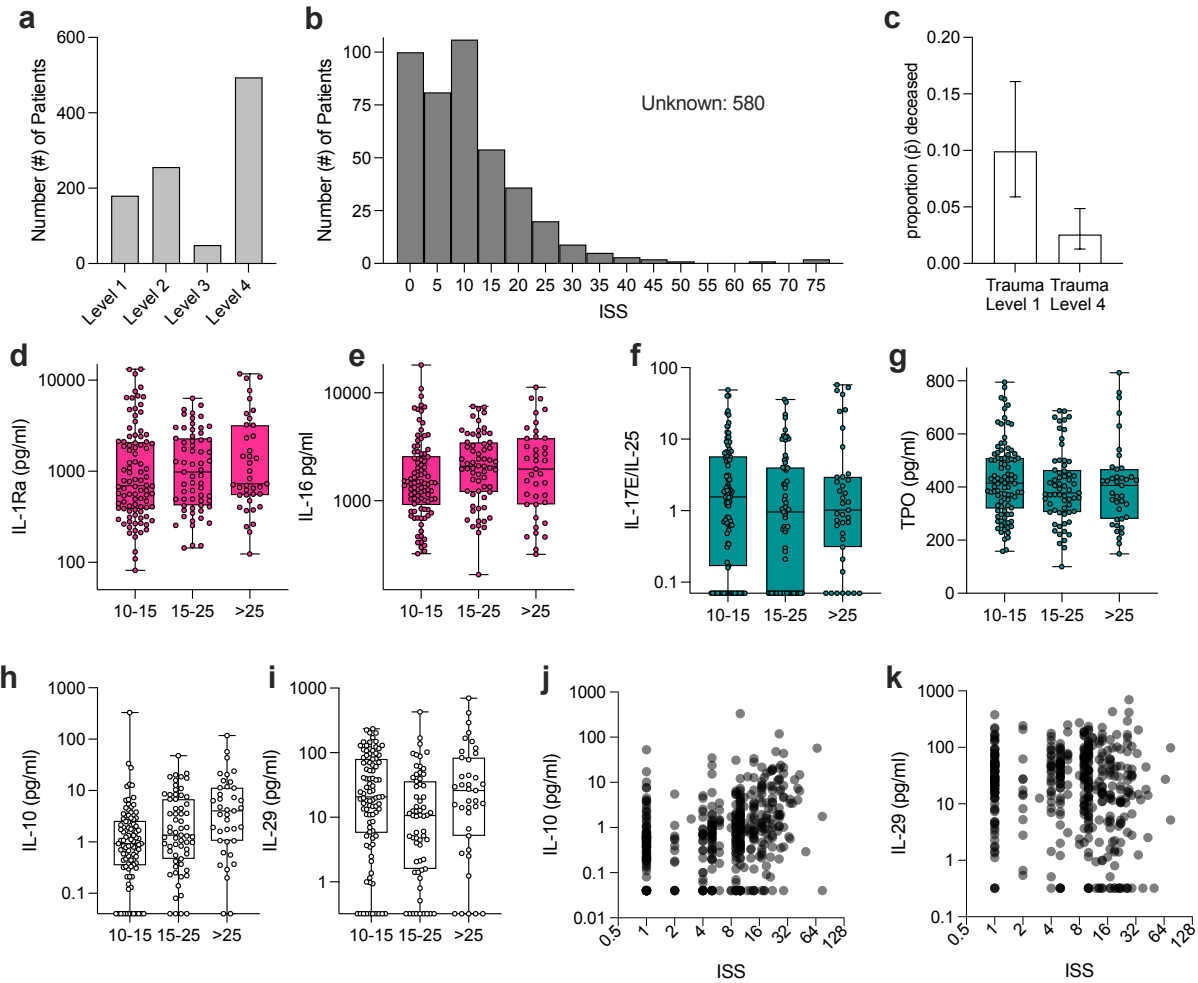 a
Number (#) of Patients
600
400
200
0
Level 1
Level 2
Level 3
Level 4
b
Number (#) of Patients
100
75
50
25
0
Unknown: 580
0 5 10 15 20 25 30 35 40 45 50 55 60 65 70 75
ISS
c
proportion (p̂) deceased
0.20
0.15
0.10
0.05
0.00
Trauma Level 1
Trauma Level 4
d
IL-1Ra (pg/ml)
10000
1000
100
10-15 15-25 >25
e
IL-16 pg/ml
10000
1000
10-15 15-25 >25
f
IL-17E/IL-25
100
10
1
0.1
10-15 15-25 >25
g
TPO (pg/ml)
800
600
400
200
0
10-15 15-25 >25
h
IL-10 (pg/ml)
1000
100
10
1
0.1
10-15 15-25 >25
i
IL-29 (pg/ml)
1000
100
10
1
10-15 15-25 >25
j
IL-10 (pg/ml)
1000
100
10
1
0.1
0.01
0.5 1 2 4 8 16 32 64 128
ISS
k
IL-29 (pg/ml)
1000
100
10
1
0.1
0.5 1 2 4 8 16 32 64 128
ISS